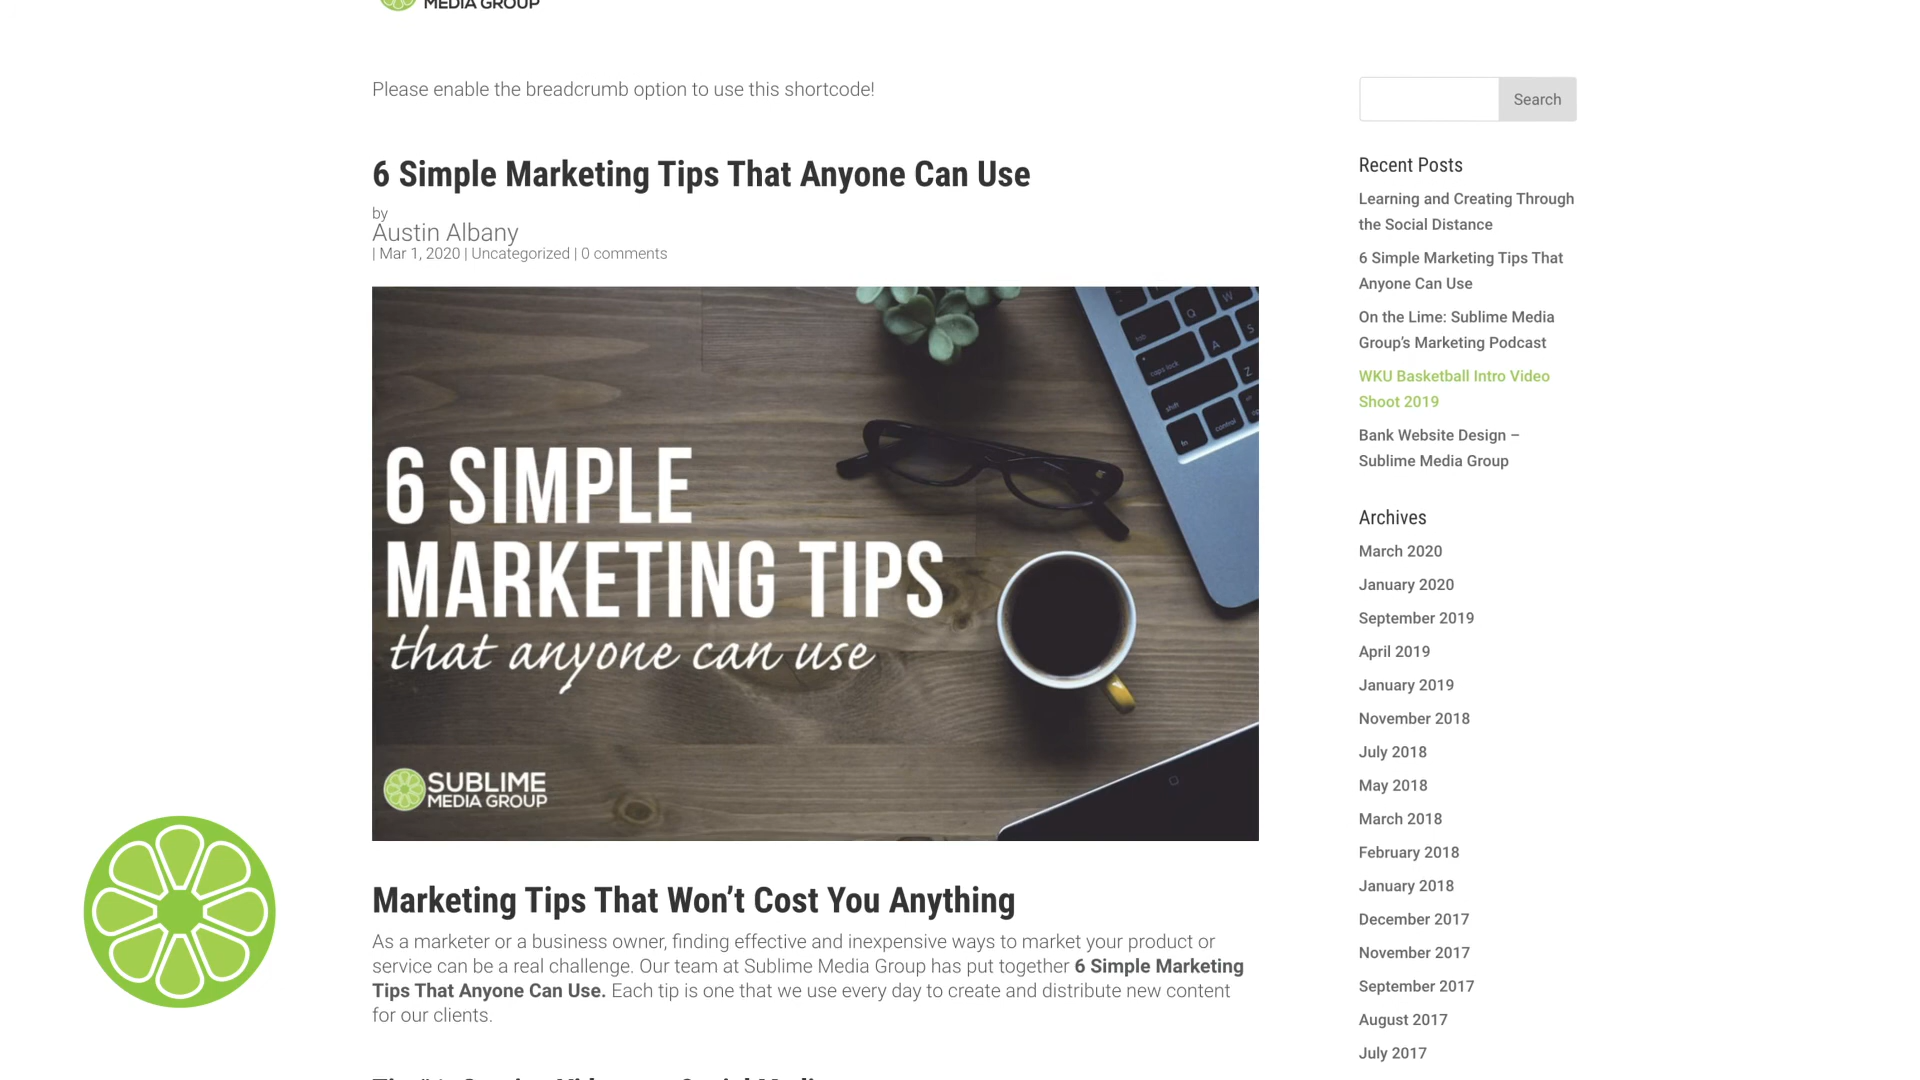 MEDIA GROUP
Please enable the breadcrumb option to use this shortcode!
6 Simple Marketing Tips That Anyone Can Use
by
Austin Albany
| Mar 1, 2020 | Uncategorized | 0 comments
6 SIMPLE
MARKETING TIPS
that anyone can use
SUBLIME
MEDIA GROUP
tab
Q
W
caps lock
A
S
shift
Z
fn
control
Marketing Tips That Won’t Cost You Anything
As a marketer or a business owner, finding effective and inexpensive ways to market your product or
service can be a real challenge. Our team at Sublime Media Group has put together 6 Simple Marketing
Tips That Anyone Can Use. Each tip is one that we use every day to create and distribute new content
for our clients.
Search
Recent Posts
Learning and Creating Through
the Social Distance
6 Simple Marketing Tips That
Anyone Can Use
On the Lime: Sublime Media
Group’s Marketing Podcast
WKU Basketball Intro Video
Shoot 2019
Bank Website Design –
Sublime Media Group
Archives
March 2020
January 2020
September 2019
April 2019
January 2019
November 2018
July 2018
May 2018
March 2018
February 2018
January 2018
December 2017
November 2017
September 2017
August 2017
July 2017